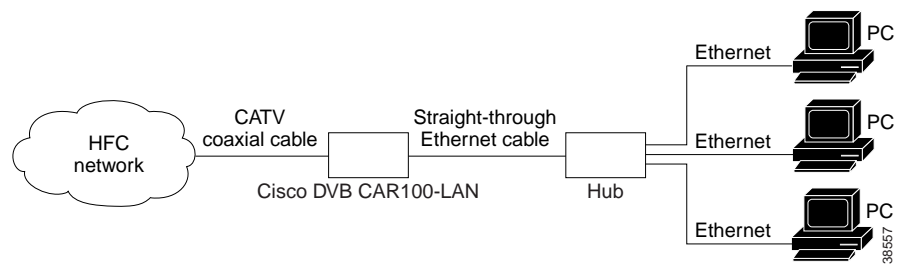 HFC
network
CATV
coaxial cable
Cisco DVB CAR100-LAN
Straight-through
Ethernet cable
Hub
Ethernet
PC
Ethernet
PC
Ethernet
PC
38557